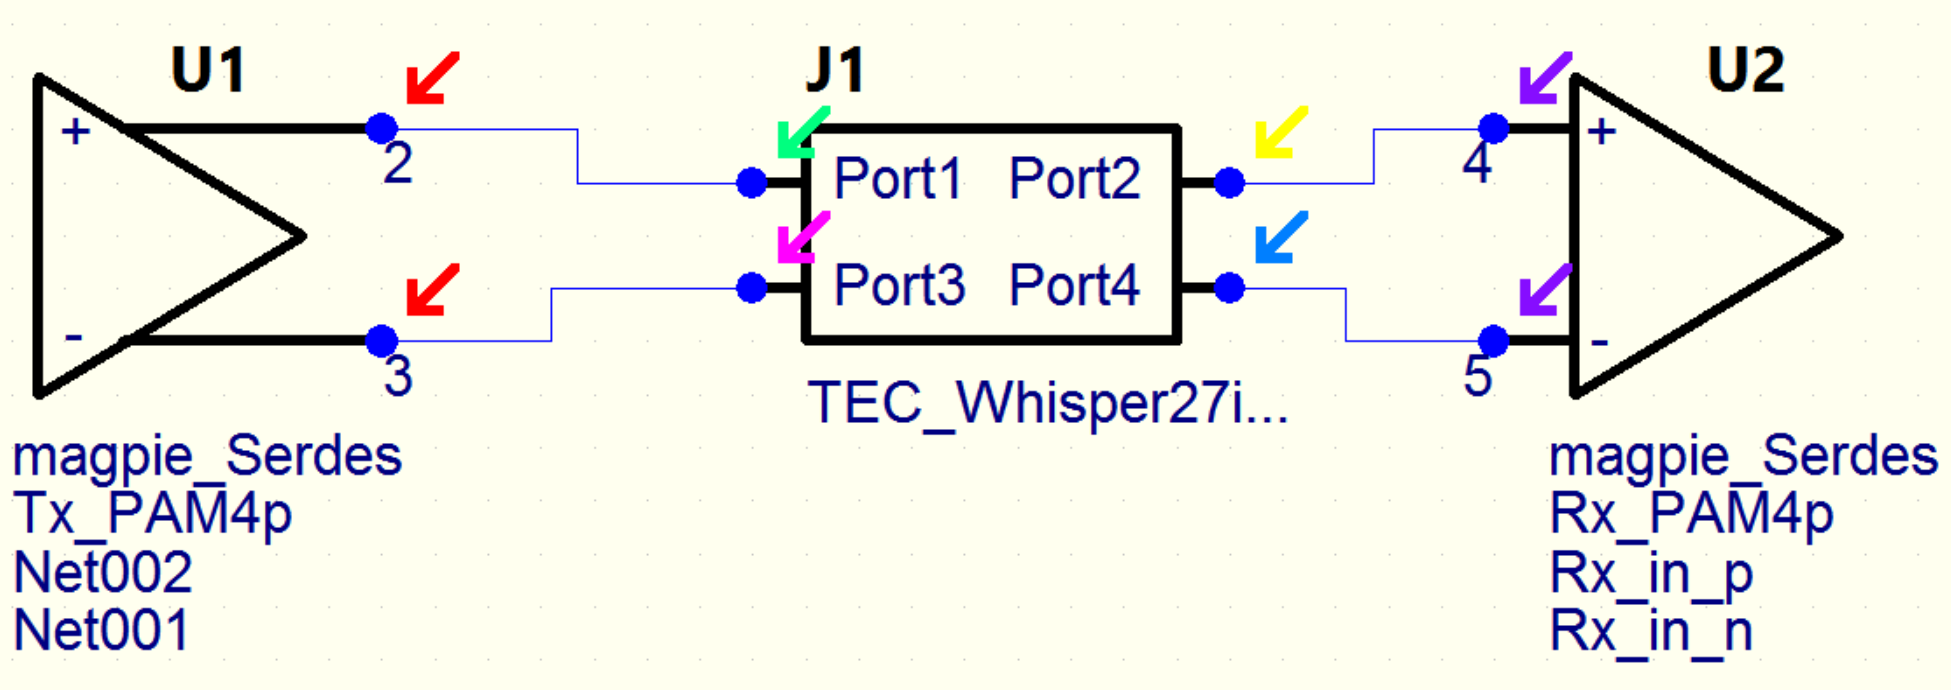 U1
J1
U2
+
2
4
+
Port1 Port2
Port3 Port4
-
3
5
-
TEC_Whisper27i...
magpie_Serdes
Tx_PAM4p
Net002
Net001
magpie_Serdes
Rx_PAM4p
Rx_in_p
Rx_in_n